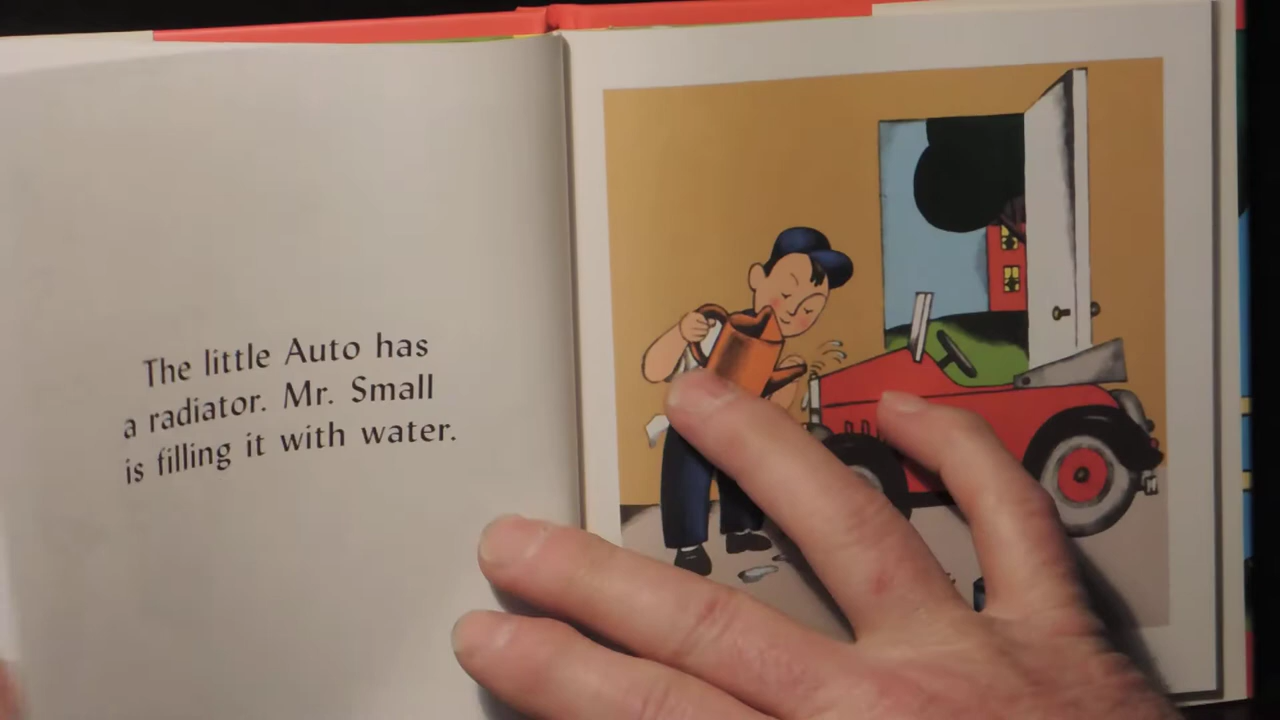 The little Auto has
a radiator. Mr. Small
is filling it with water.